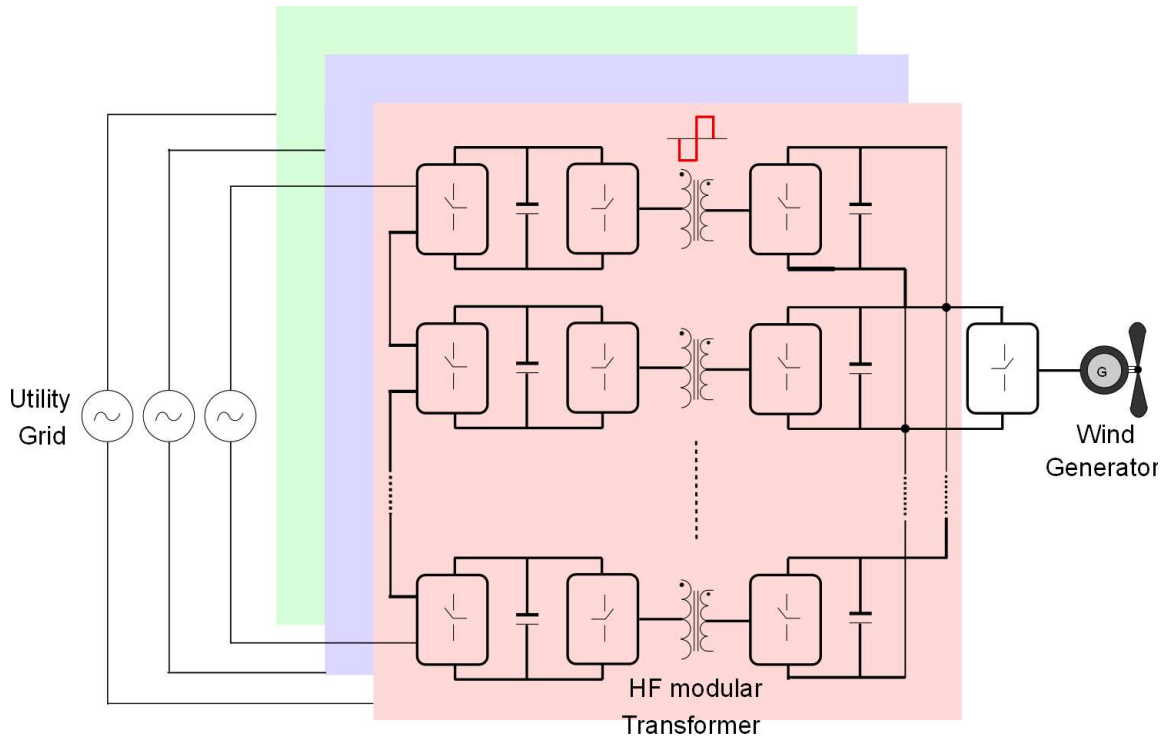 Utility
Grid
G
Wind
Generator
HF modular
Transformer